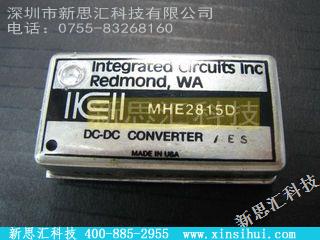 深圳市新思汇科技有限公司
电话：0755-83268160
Integrated Circuits Inc
Redmond, WA
ICI
MHE2815D
DC-DC CONVERTER / ES
MADE IN USA
新思汇科技
新思汇科技 400-885-2955 www.xinsihui.com